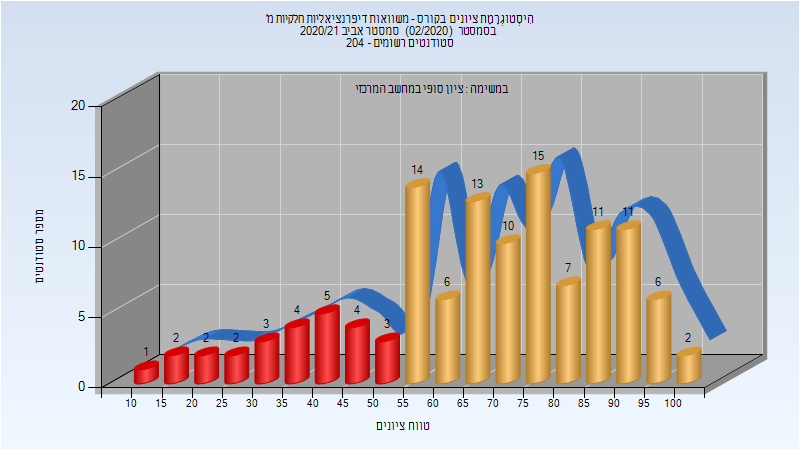 הִיסְטוֹגְרָמַת ציונים בקורס - משוואות דיפרנציאליות חלקיות מ'
בסמסטר (02/2020) סמסטר אביב 2020/21
סטודנטים רשומים - 204
במשימה : ציון סופי במחשב המרכזי
מספר סטודנטים
20
15
10
5
0
1 2 2 2 3 4 5 4 3 14 6 13 10 15 7 11 11 6 2
10 15 20 25 30 35 40 45 50 55 60 65 70 75 80 85 90 95 100
טווח ציונים